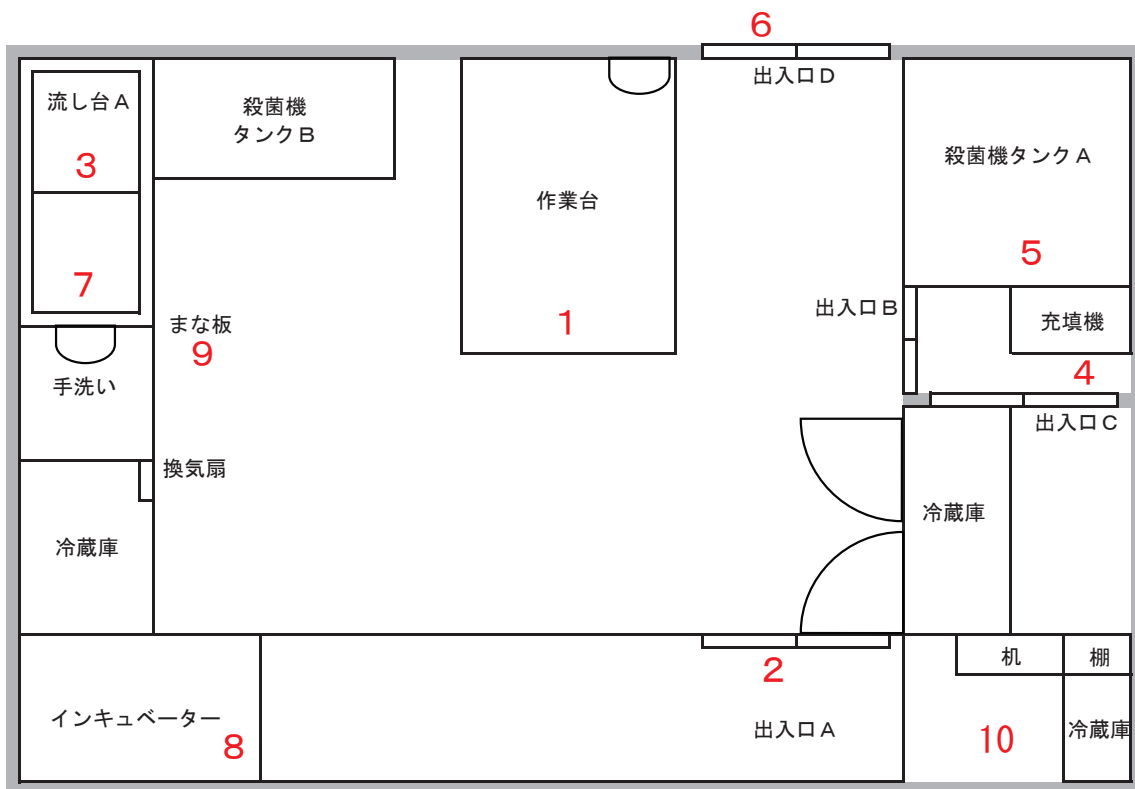 6
出入口D
流し台A
3
殺菌機
タンクB
作業台
殺菌機タンクA
5
7
1
出入口B
充填機
まな板
9
4
手洗い
出入口C
換気扇
冷蔵庫
冷蔵庫
2
机
棚
インキュベーター
8
出入口A
10
冷蔵庫